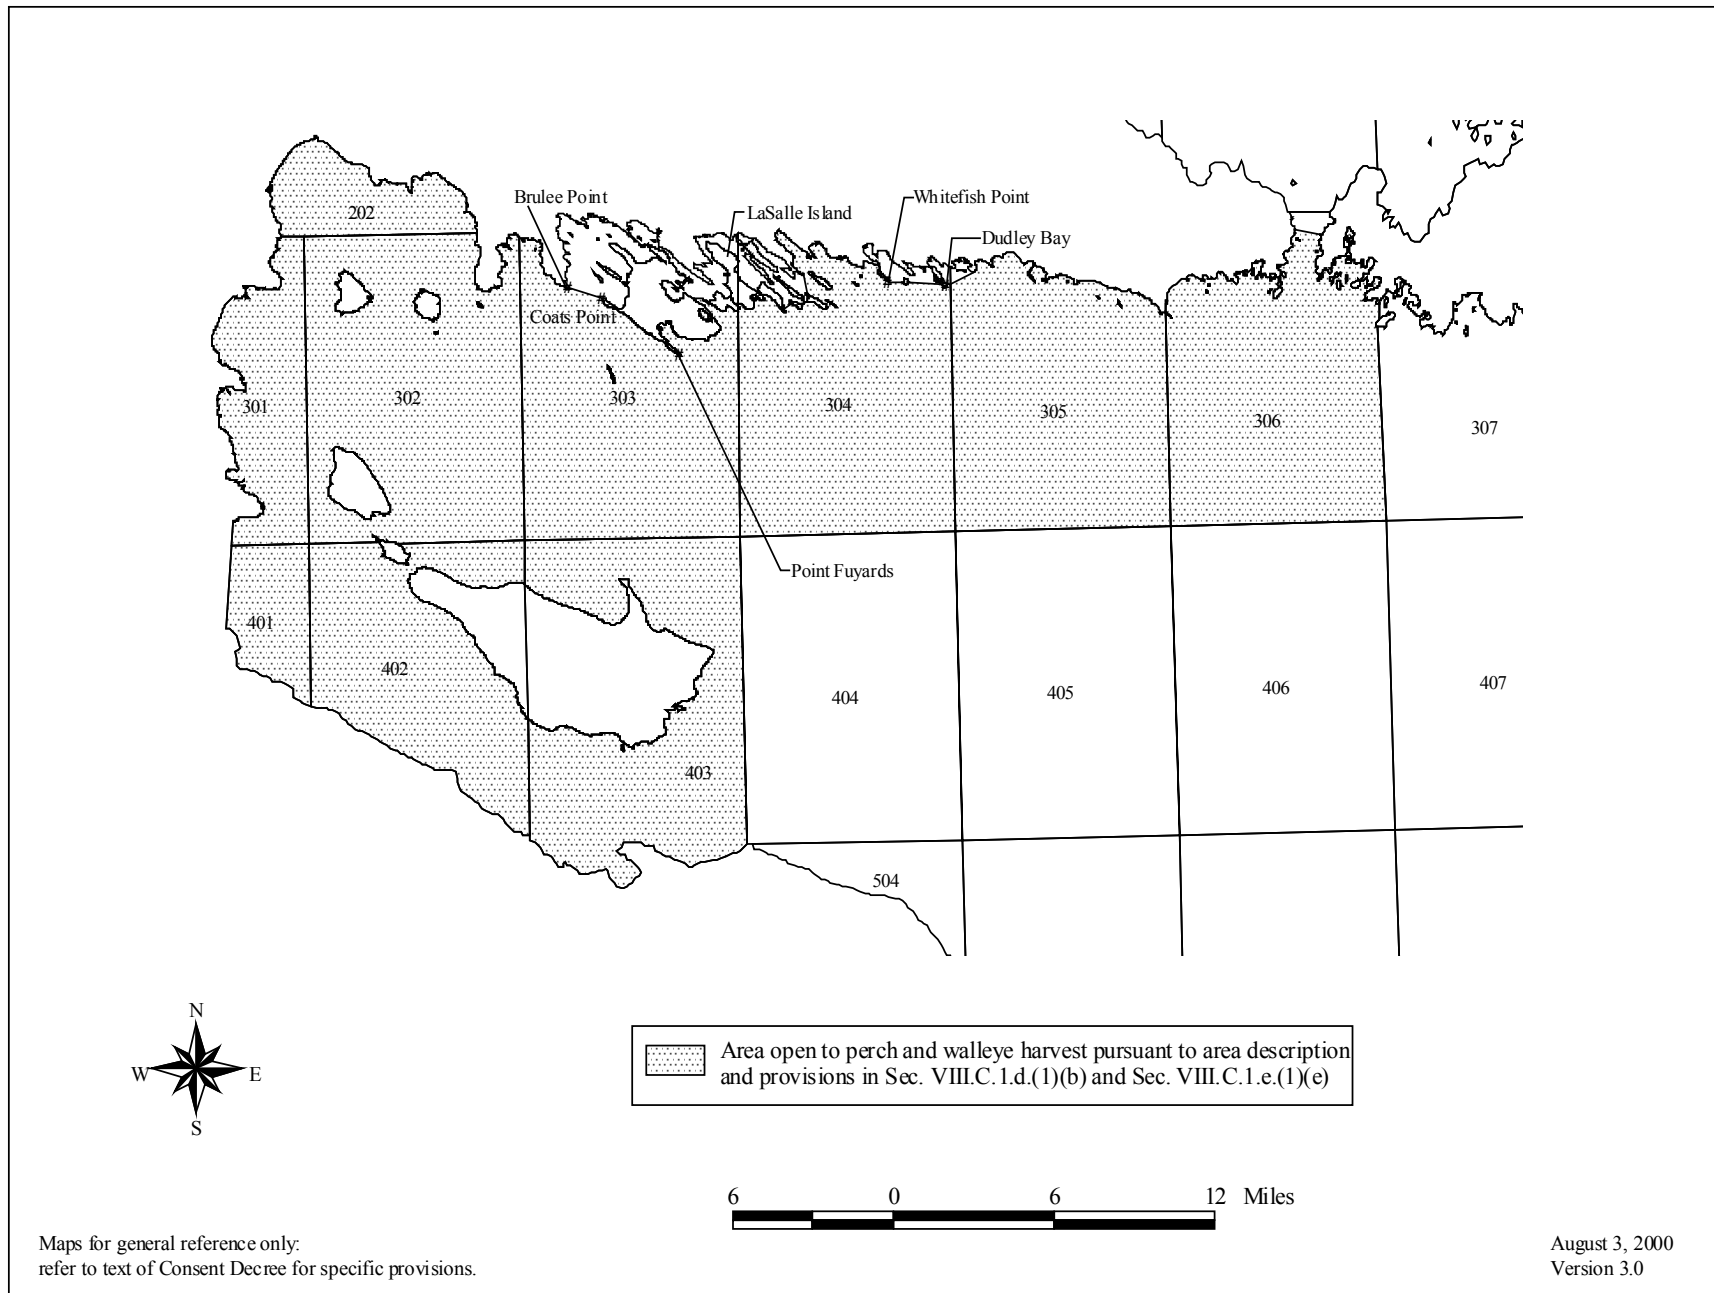 202
Brulee Point
LaSalle Island
Whitefish Point
Dudley Bay
Coats Point
301
302
303
304
305
306
307
Point Fuyards
401
402
403
404
405
406
407
504
N
W E
S
Area open to perch and walleye harvest pursuant to area description
and provisions in Sec. VIII.C.1.d.(1)(b) and Sec. VIII.C.1.e.(1)(e)
6 0 6 12 Miles
Maps for general reference only:
refer to text of Consent Decree for specific provisions.
August 3, 2000
Version 3.0